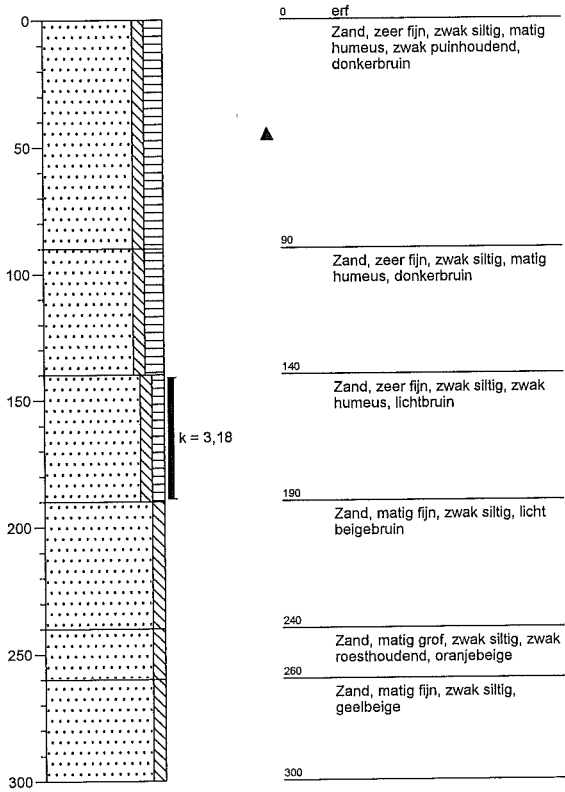 0 erf
0
Zand, zeer fijn, zwak siltig, matig
humeus, zwak puinhoudend,
donkerbruin
50
90
Zand, zeer fijn, zwak siltig, matig
humeus, donkerbruin
100
140
Zand, zeer fijn, zwak siltig, zwak
humeus, lichtbruin
150
k = 3,18
190
Zand, matig fijn, zwak siltig, licht
beigebruin
200
240
Zand, matig grof, zwak siltig, zwak
roesthoudend, oranjebeige
250
260
Zand, matig fijn, zwak siltig,
geelbeige
300
300